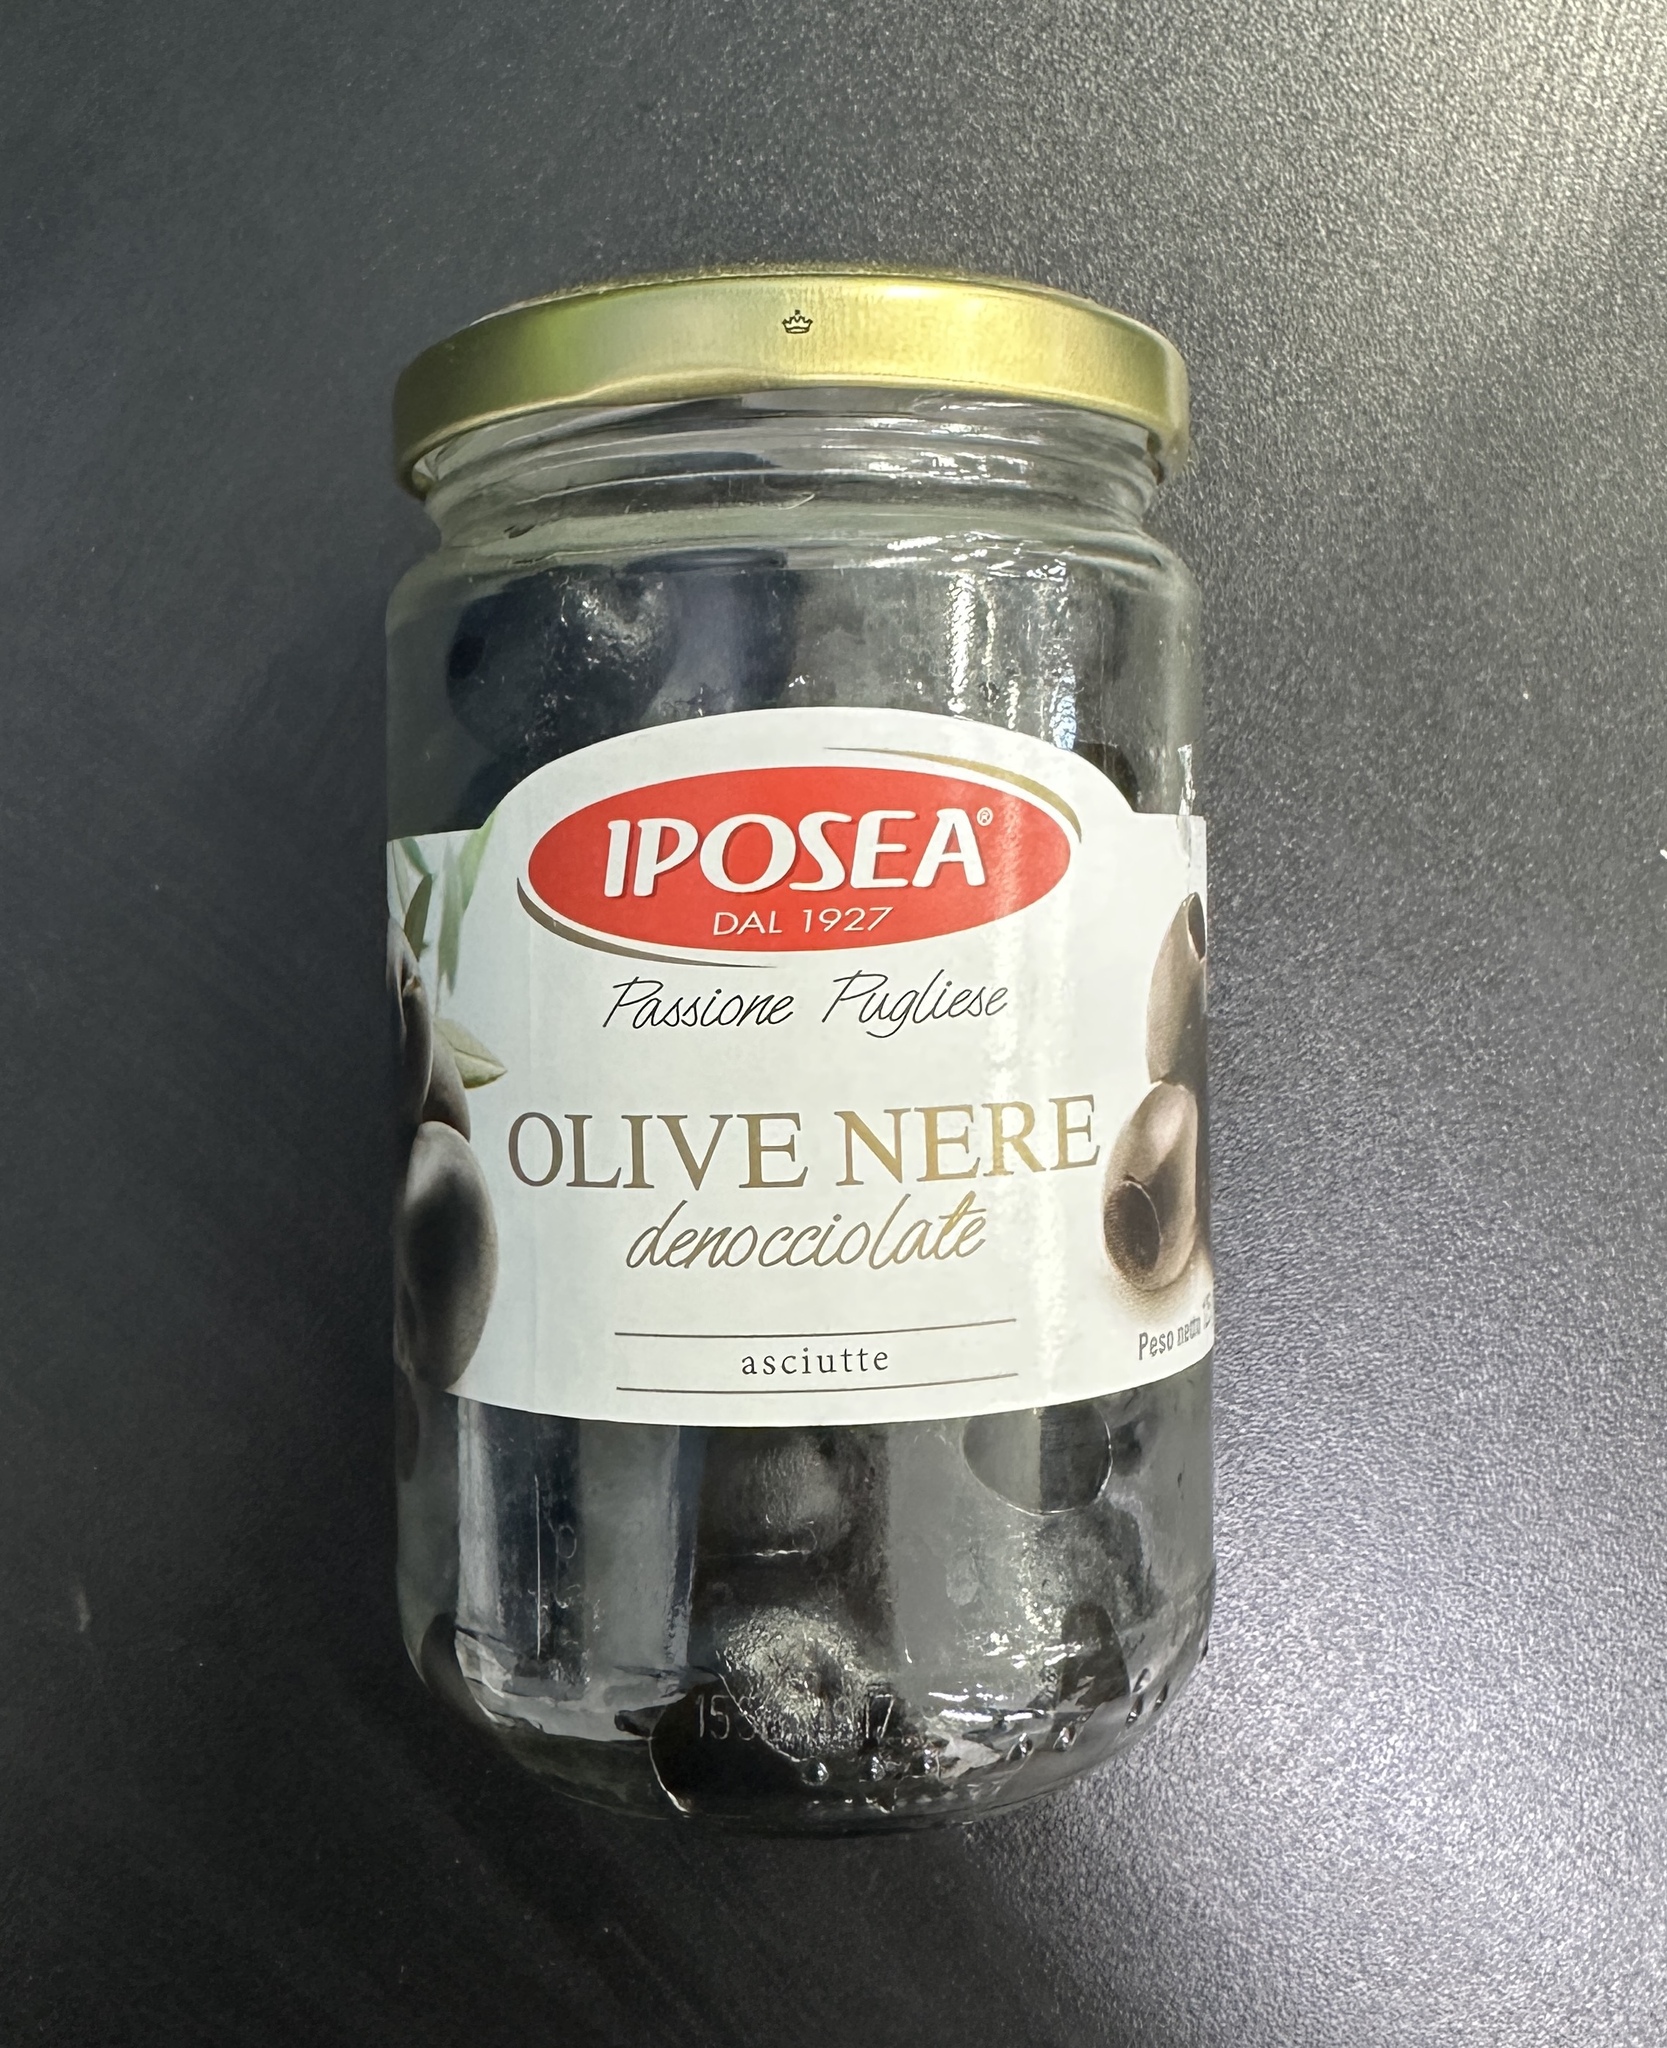 IPOSEA®
DAL 1927
Passione Pugliese
OLIVE NERE
denocciolate
asciutte
Peso netto